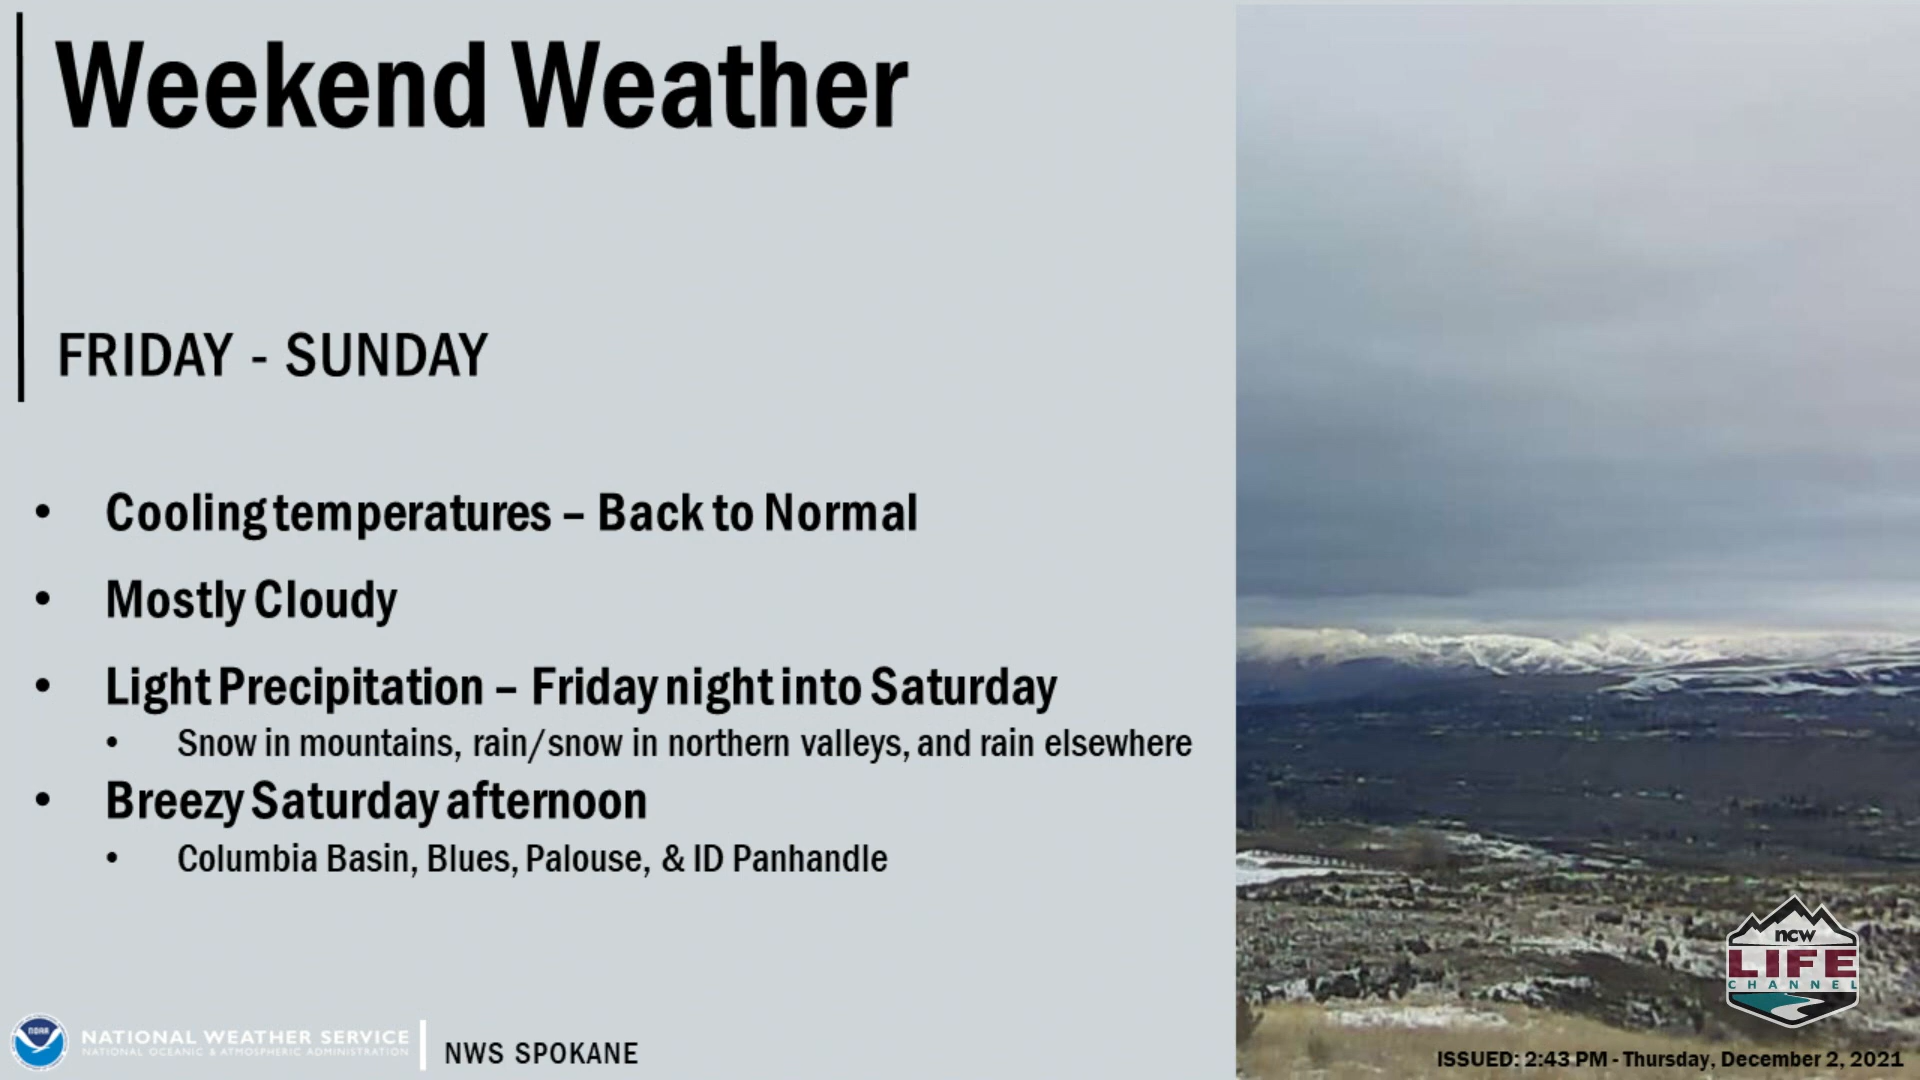 Weekend Weather
FRIDAY - SUNDAY
• Cooling temperatures – Back to Normal
• Mostly Cloudy
• Light Precipitation – Friday night into Saturday
• Snow in mountains, rain/snow in northern valleys, and rain elsewhere
• Breezy Saturday afternoon
• Columbia Basin, Blues, Palouse, & ID Panhandle
ncw
LIFE
CHANNEL
NOAA
NATIONAL WEATHER SERVICE
NATIONAL OCEANIC & ATMOSPHERIC ADMINISTRATION
NWS SPOKANE
ISSUED: 2:43 PM - Thursday, December 2, 2021